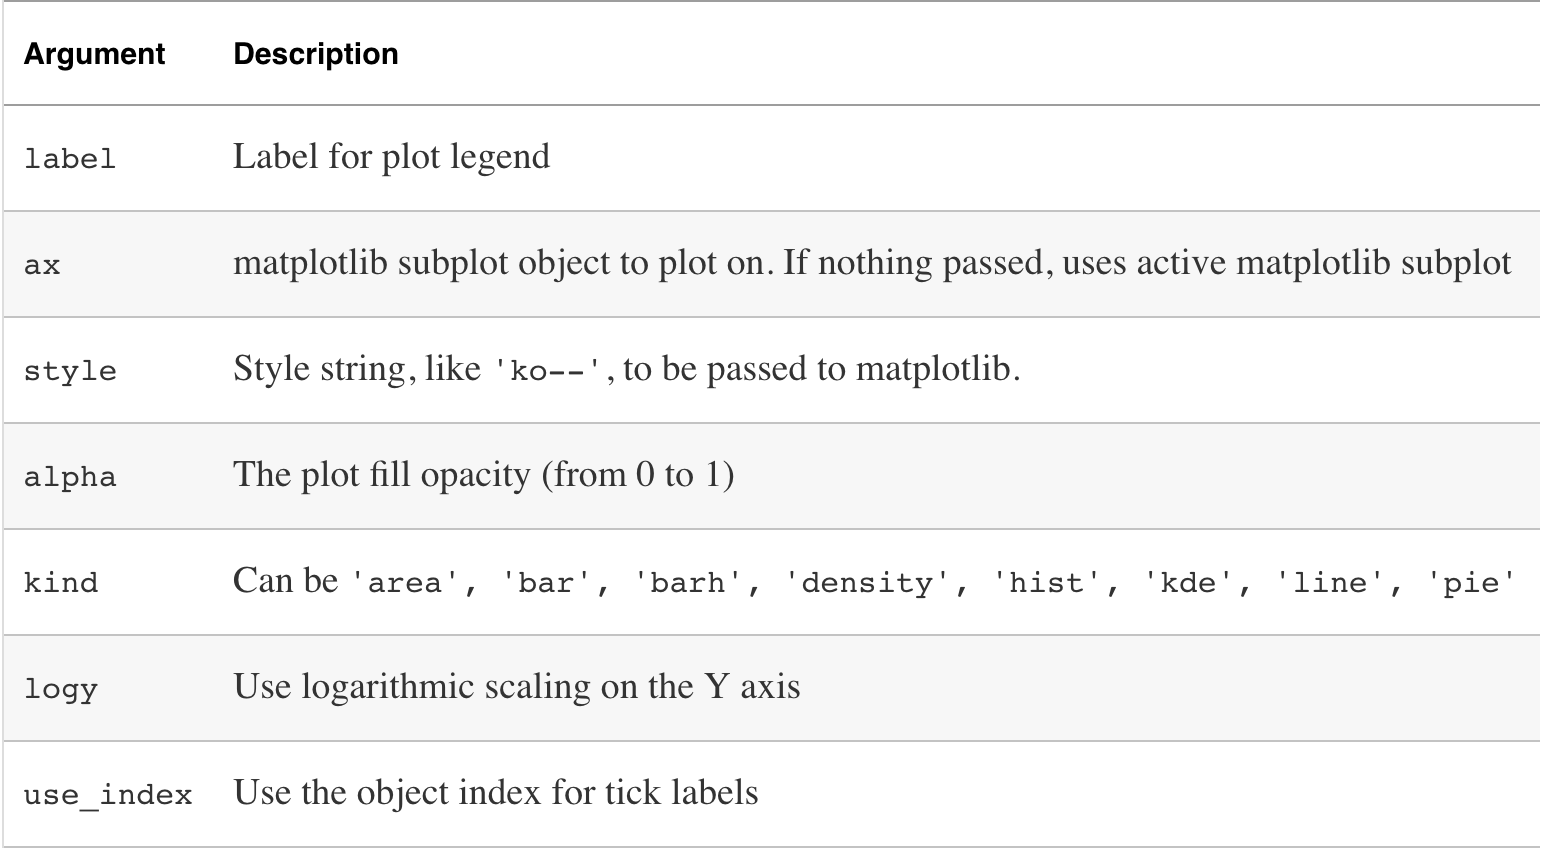 Argument Description
label Label for plot legend
ax matplotlib subplot object to plot on. If nothing passed, uses active matplotlib subplot
style Style string, like 'ko--', to be passed to matplotlib.
alpha The plot fill opacity (from 0 to 1)
kind Can be 'area', 'bar', 'barh', 'density', 'hist', 'kde', 'line', 'pie'
logy Use logarithmic scaling on the Y axis
use_index Use the object index for tick labels